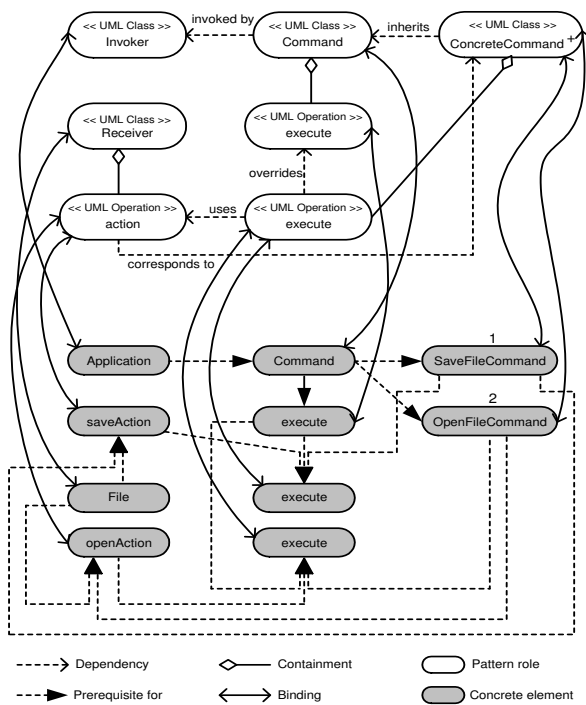 << UML Class >>
Invoker
invoked by
<< UML Class >>
Command
inherits
<< UML Class >>
ConcreteCommand +
<< UML Class >>
Receiver
<< UML Operation >>
execute
overrides
<< UML Operation >>
action
uses
<< UML Operation >>
execute
corresponds to
Application
Command
1
SaveFileCommand
saveAction
execute
2
OpenFileCommand
File
execute
openAction
execute
Dependency
Containment
Pattern role
Prerequisite for
Binding
Concrete element